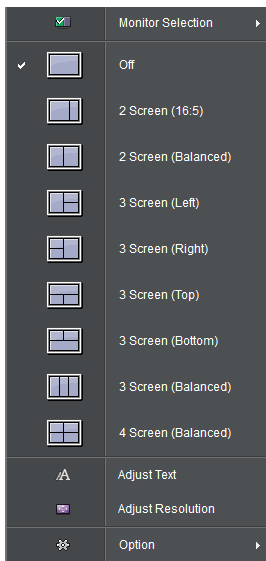 Monitor Selection
Off
2 Screen (16:5)
2 Screen (Balanced)
3 Screen (Left)
3 Screen (Right)
3 Screen (Top)
3 Screen (Bottom)
3 Screen (Balanced)
4 Screen (Balanced)
Adjust Text
Adjust Resolution
Option